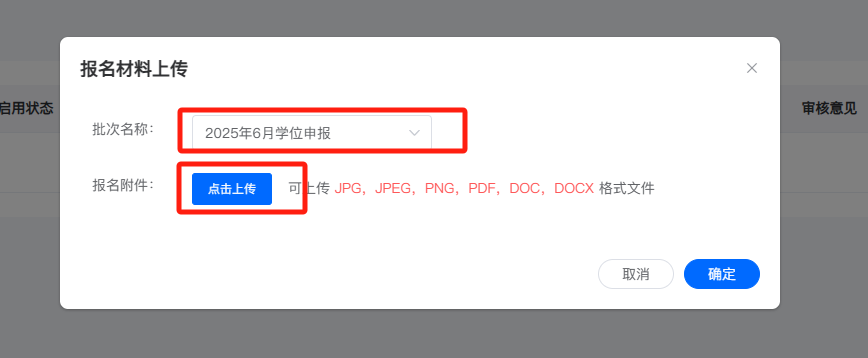 报名材料上传
启用状态
审核意见
批次名称：
2025年6月学位申报
报名附件：
点击上传
可上传 JPG，JPEG，PNG，PDF，DOC，DOCX 格式文件
取消
确定